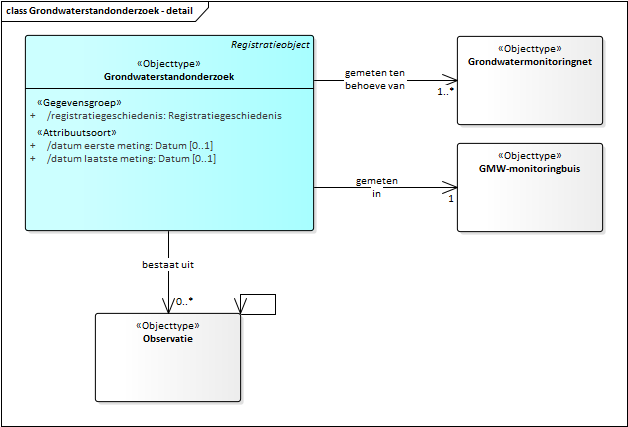 class Grondwaterstandonderzoek - detail
Registratieobject
«Objecttype»
Grondwaterstandonderzoek
«Gegevensgroep»
+ /registratiegeschiedenis: Registratiegeschiedenis
«Attribuutsoort»
+ /datum eerste meting: Datum [0..1]
+ /datum laatste meting: Datum [0..1]
gemeten ten
behoeve van
1..*
«Objecttype»
Grondwatermonitoringnet
gemeten
in
1
«Objecttype»
GMW-monitoringbuis
bestaat uit
0..*
«Objecttype»
Observatie